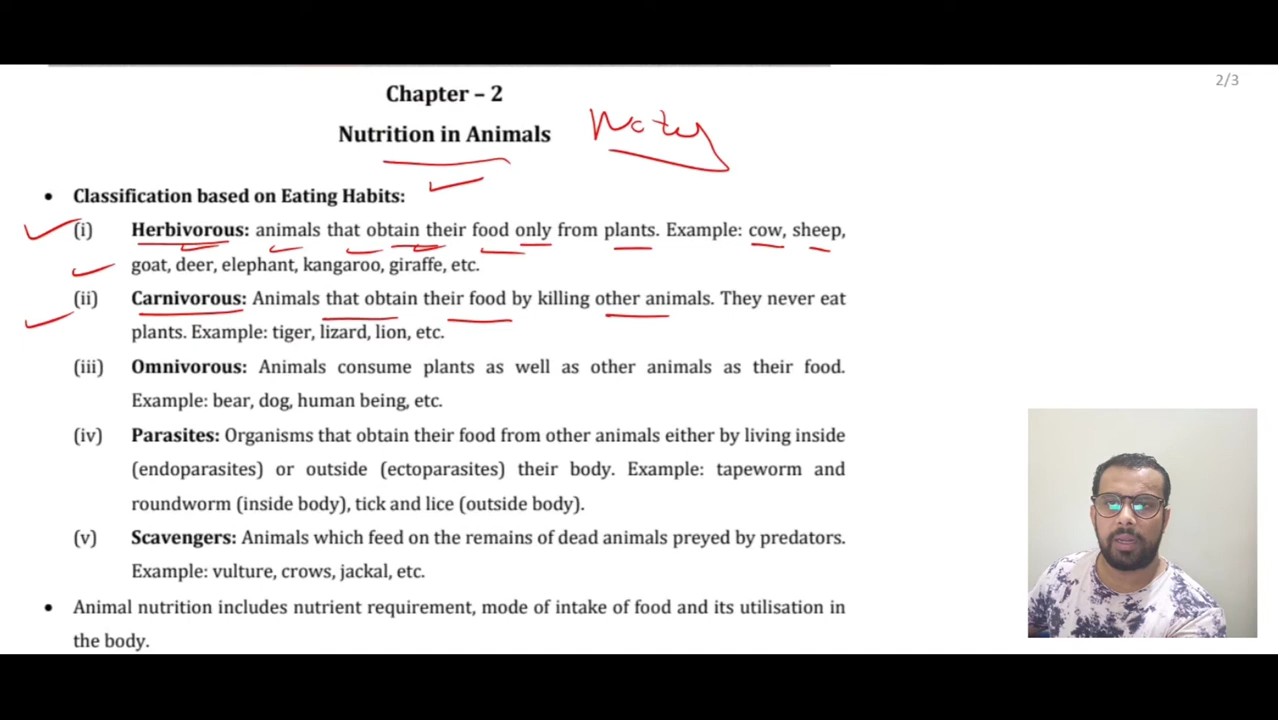 2/3
Chapter – 2
Nutrition in Animals
• Classification based on Eating Habits:
(i) Herbivorous: animals that obtain their food only from plants. Example: cow, sheep,
goat, deer, elephant, kangaroo, giraffe, etc.
(ii) Carnivorous: Animals that obtain their food by killing other animals. They never eat
plants. Example: tiger, lizard, lion, etc.
(iii) Omnivorous: Animals consume plants as well as other animals as their food.
Example: bear, dog, human being, etc.
(iv) Parasites: Organisms that obtain their food from other animals either by living inside
(endoparasites) or outside (ectoparasites) their body. Example: tapeworm and
roundworm (inside body), tick and lice (outside body).
(v) Scavengers: Animals which feed on the remains of dead animals preyed by predators.
Example: vulture, crows, jackal, etc.
• Animal nutrition includes nutrient requirement, mode of intake of food and its utilisation in
the body.